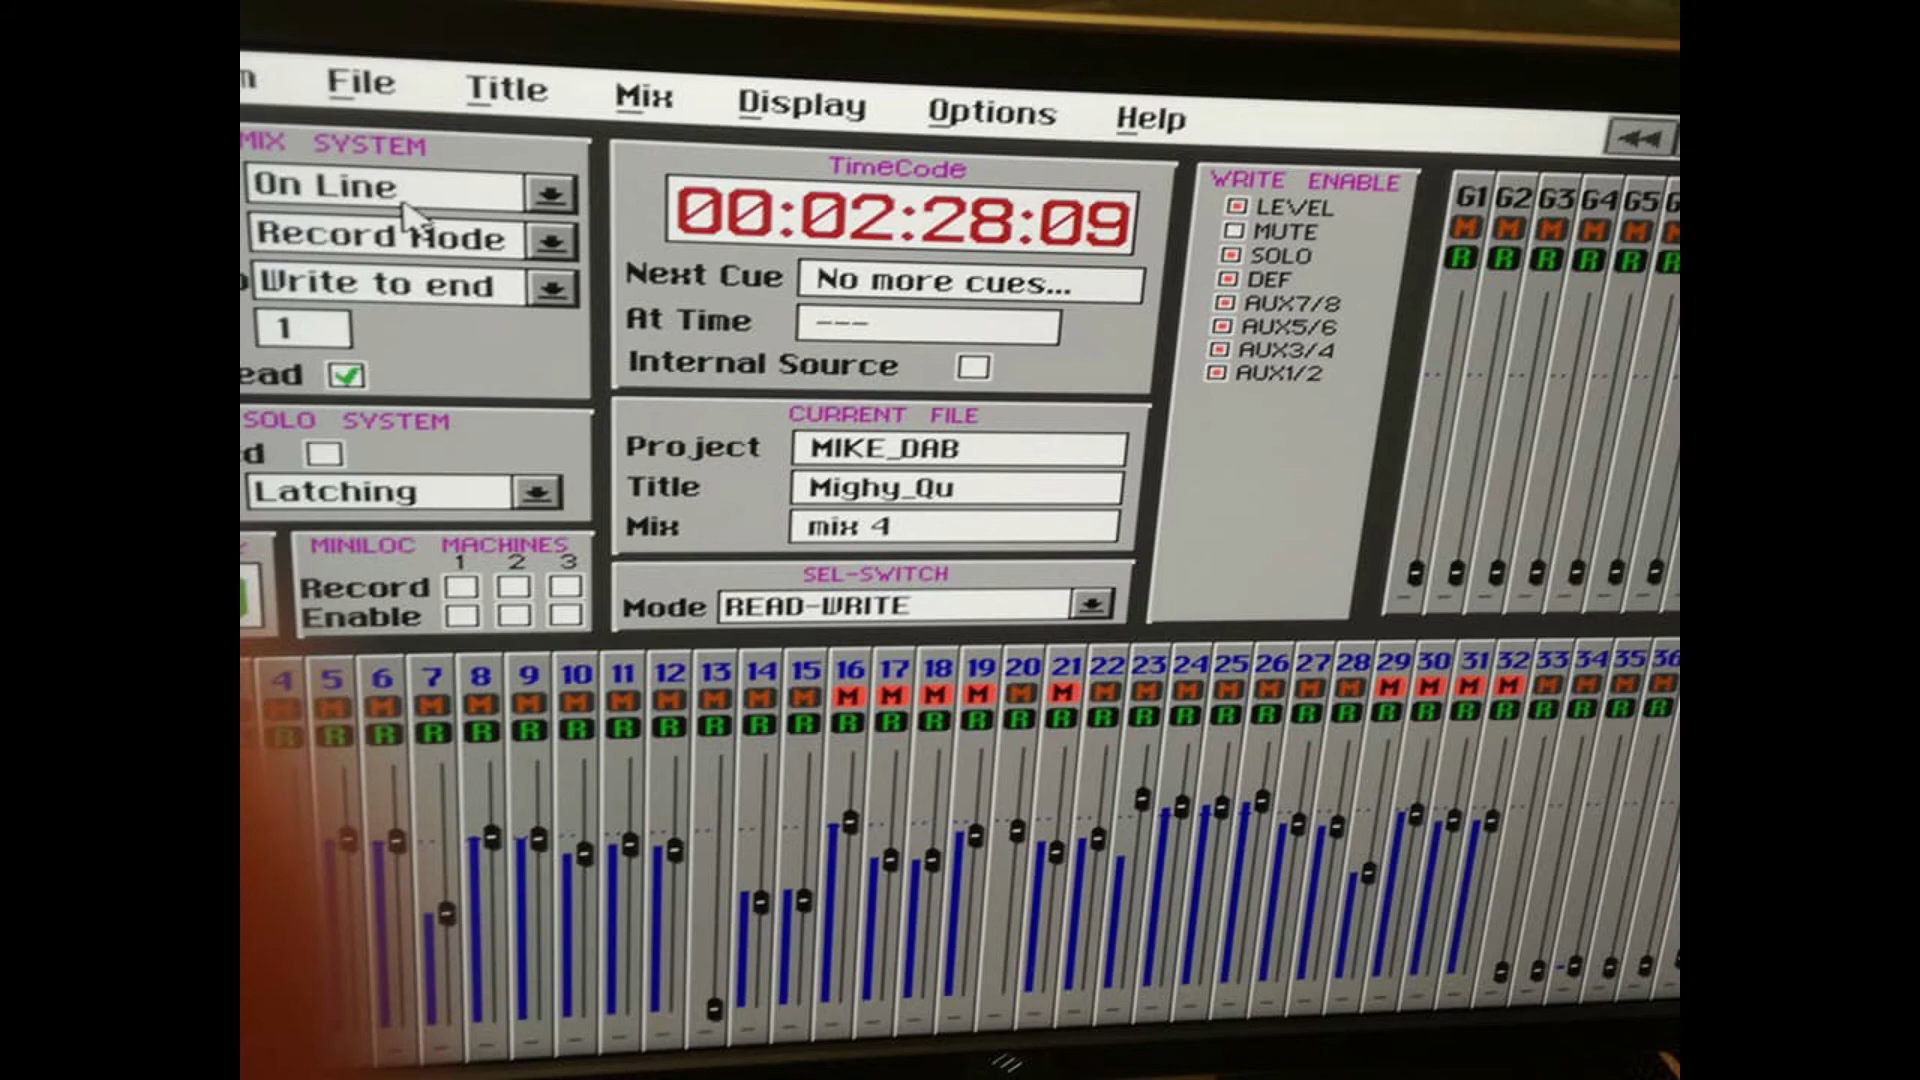 File Title Mix Display Options Help
MIX SYSTEM
On Line
Record Mode
Write to end
1
ead
SOLO SYSTEM
d
Latching
MINILOC MACHINES
1 2 3
Record
Enable
TimeCode
00:02:28:09
Next Cue No more cues...
At Time ---
Internal Source
CURRENT FILE
Project MIKE_DAB
Title Mighy_Qu
Mix mix 4
SEL-SWITCH
Mode READ-WRITE
WRITE ENABLE
LEVEL
MUTE
SOLO
DEF
AUX7/8
AUX5/6
AUX3/4
AUX1/2
G1 G2 G3 G4 G5 G
M M M M M M
R R R R R R
4 5 6 7 8 9 10 11 12 13 14 15 16 17 18 19 20 21 22 23 24 25 26 27 28 29 30 31 32 33 34 35 36
M M M M M M M M M M M M M M M M M M M M M M M M M M M M M M M M M
R R R R R R R R R R R R R R R R R R R R R R R R R R R R R R R R R